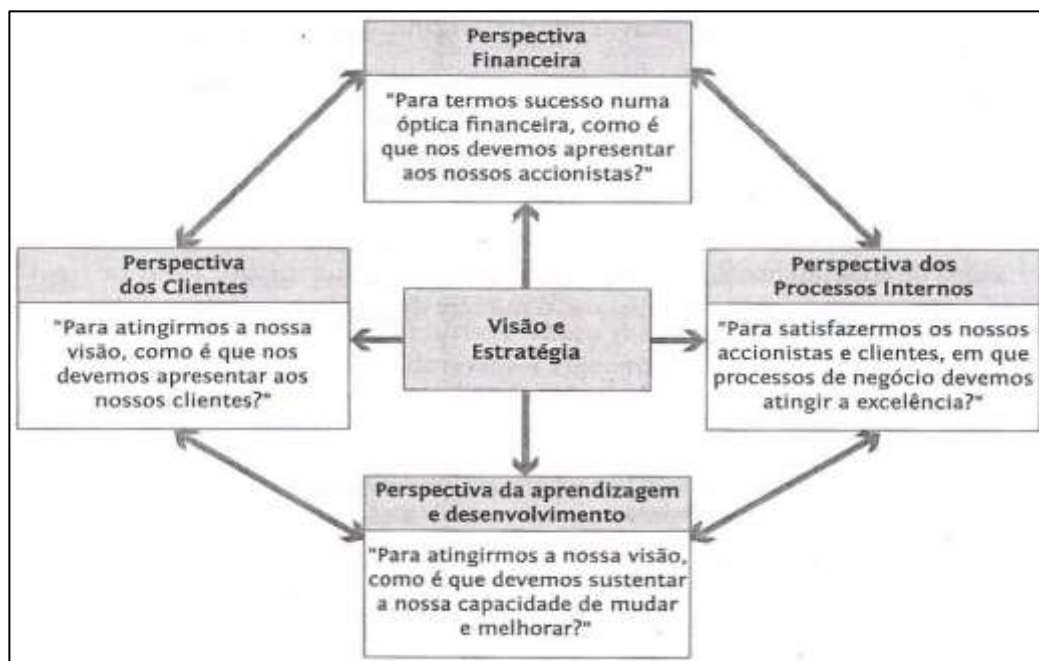 Perspectiva
Financeira
"Para termos sucesso numa
óptica financeira, como é
que nos devemos apresentar
aos nossos accionistas?"
Perspectiva
dos Clientes
"Para atingirmos a nossa
visão, como é que nos
devemos apresentar aos
nossos clientes?"
Visão e
Estratégia
Perspectiva dos
Processos Internos
"Para satisfazermos os nossos
accionistas e clientes, em que
processos de negócio devemos
atingir a excelência?"
Perspectiva da aprendizagem
e desenvolvimento
"Para atingirmos a nossa visão,
como é que devemos sustentar
a nossa capacidade de mudar
e melhorar?"